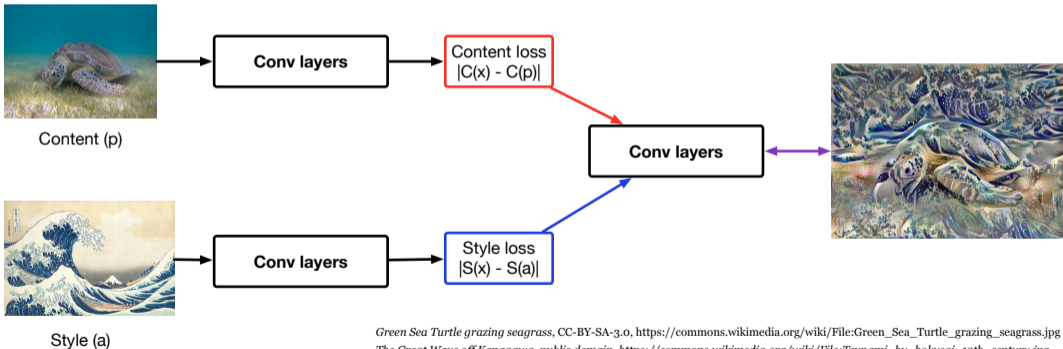 Content loss
|C(x) - C(p)|
Conv layers
Content (p)
Conv layers
Style loss
|S(x) - S(a)|
Conv layers
Style (a)
Green Sea Turtle grazing seagrass, CC-BY-SA-3.0, https://commons.wikimedia.org/wiki/File:Green_Sea_Turtle_grazing_seagrass.jpg